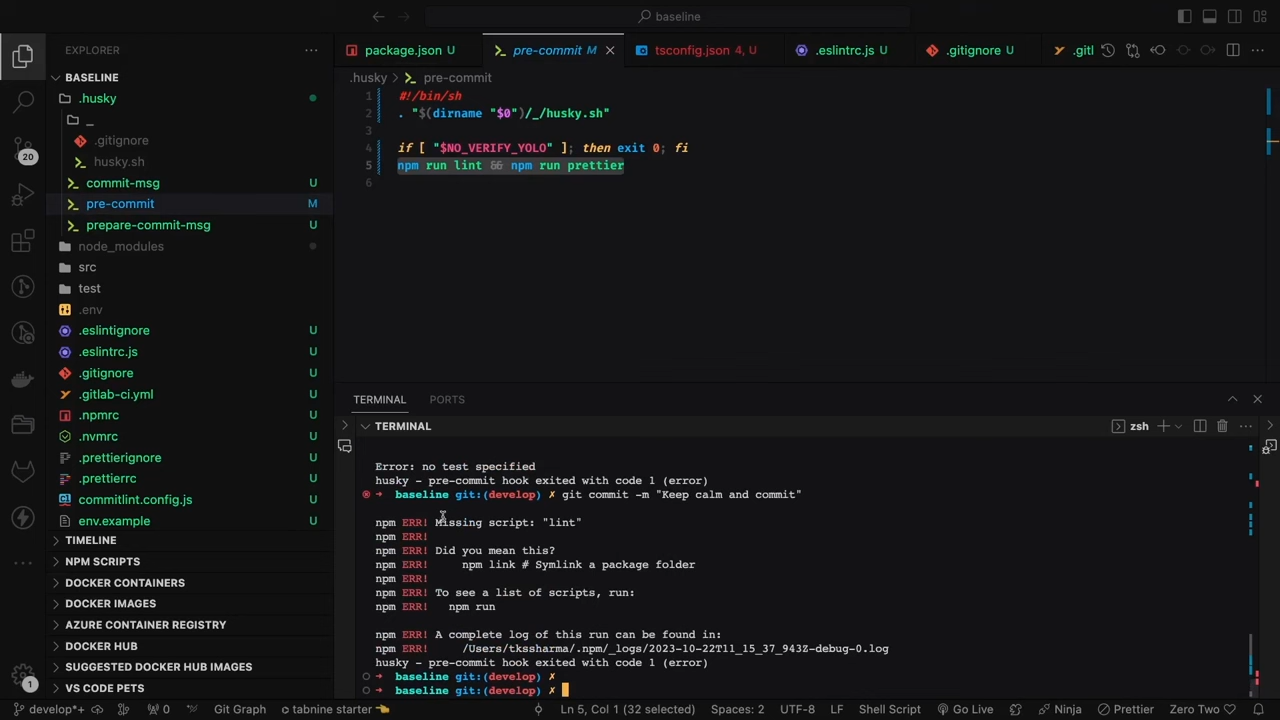 baseline
EXPLORER
package.json U
pre-commit M
tsconfig.json 4, U
.eslintrc.js U
.gitignore U
.gitl
BASELINE
.husky > pre-commit
.husky
_
.gitignore
husky.sh
commit-msg U
pre-commit M
prepare-commit-msg U
node_modules
src
test
.env
.eslintignore U
.eslintrc.js U
.gitignore U
.gitlab-ci.yml U
.npmrc U
.nvmrc U
.prettierignore U
.prettierrc U
commitlint.config.js U
env.example U
TIMELINE
NPM SCRIPTS
DOCKER CONTAINERS
DOCKER IMAGES
AZURE CONTAINER REGISTRY
DOCKER HUB
SUGGESTED DOCKER HUB IMAGES
VS CODE PETS
20
1
1 #!/bin/sh
2 . "$(dirname "$0")/_/husky.sh"
3
4 if [ "$NO_VERIFY_YOLO" ]; then exit 0; fi
5 npm run lint && npm run prettier
6
TERMINAL PORTS
TERMINAL
zsh
Error: no test specified
husky - pre-commit hook exited with code 1 (error)
baseline git:(develop) ✗ git commit -m "Keep calm and commit"
npm ERR! Missing script: "lint"
npm ERR!
npm ERR! Did you mean this?
npm ERR! npm link # Symlink a package folder
npm ERR!
npm ERR! To see a list of scripts, run:
npm ERR! npm run
npm ERR! A complete log of this run can be found in:
npm ERR! /Users/tkssharma/.npm/_logs/2023-10-22T11_15_37_943Z-debug-0.log
husky - pre-commit hook exited with code 1 (error)
baseline git:(develop) ✗
baseline git:(develop) ✗
develop*+ 0 Git Graph tabnine starter Ln 5, Col 1 (32 selected) Spaces: 2 UTF-8 LF Shell Script Go Live Ninja Prettier Zero Two